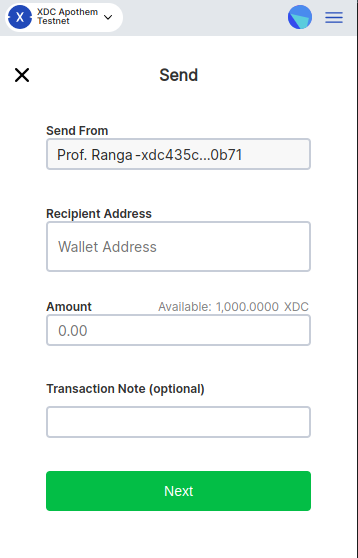 X
XDC Apothem
Testnet
Send
Send From
Prof. Ranga -xdc435c...0b71
Recipient Address
Wallet Address
Amount Available: 1,000.0000 XDC
0.00
Transaction Note (optional)
Next